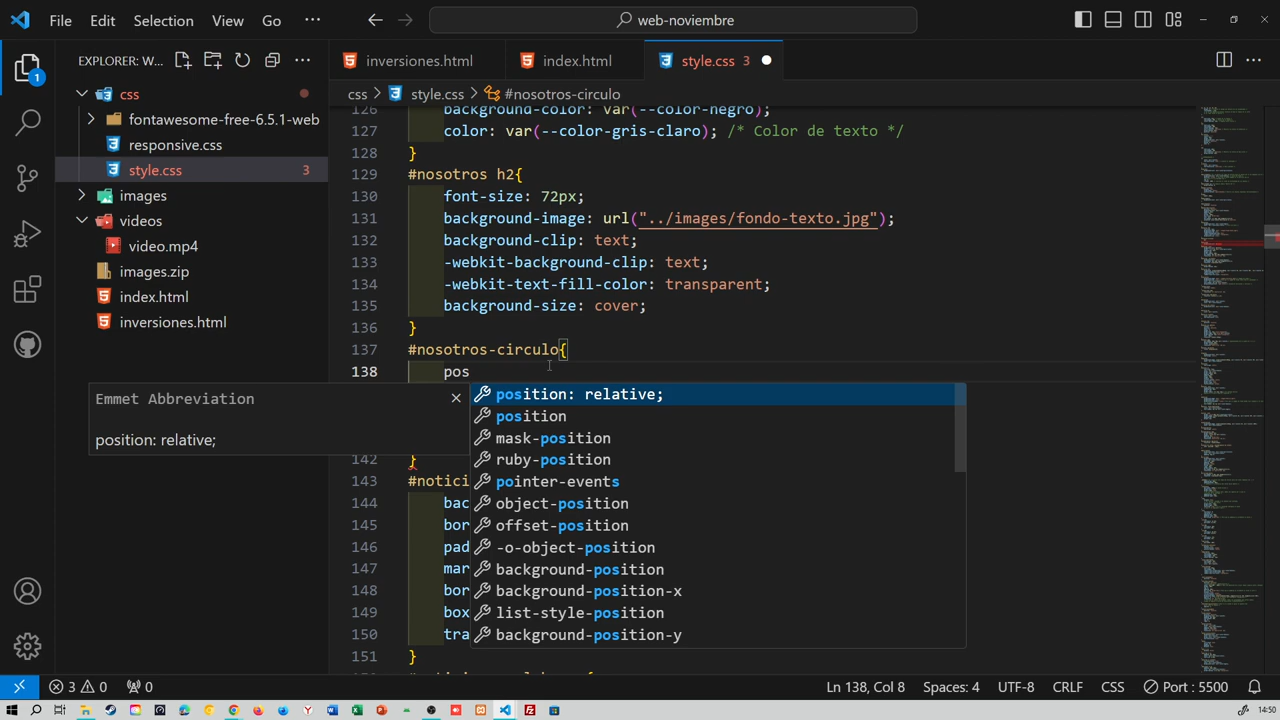 File Edit Selection View Go ··· web-noviembre
EXPLORER: W... inversiones.html index.html style.css 3
css > style.css > #nosotros-circulo
css
fontawesome-free-6.5.1-web
responsive.css
style.css 3
images
videos
video.mp4
images.zip
index.html
inversiones.html
1
126 background-color: var(--color-negro);
127 color: var(--color-gris-claro); /* Color de texto */
128 }
129 #nosotros h2{
130 font-size: 7px;
131 background-image: url("../images/fondo-texto.jpg");
132 background-clip: text;
133 -webkit-background-clip: text;
134 -webkit-text-fill-color: transparent;
135 background-size: cover;
136 }
137 #nosotros-circulo{
138 pos
Emmet Abbreviation
position: relative;
position: relative;
position
mask-position
ruby-position
pointer-events
object-position
offset-position
---object-position
background-position
background-position-x
list-style-position
background-position-y
142 }
143 #notici
144 bac
145 bor
146 pad
147 mar
148 bor
149 box
150 tra
151 }
3 0 0 Ln 138, Col 8 Spaces: 4 UTF-8 CRLF CSS Port : 5500
14:50